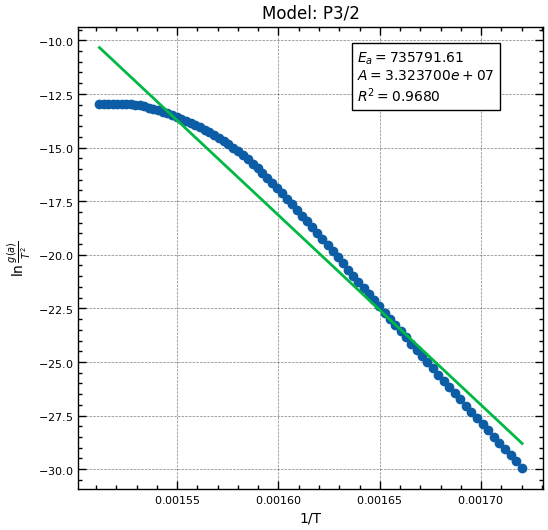 Model: P3/2
E_a = 735791.61
A = 3.323700e + 07
R^2 = 0.9680
−10.0
−12.5
−15.0
−17.5
−20.0
−22.5
−25.0
−27.5
−30.0
ln g(a)/T^2
0.00155 0.00160 0.00165 0.00170
1/T